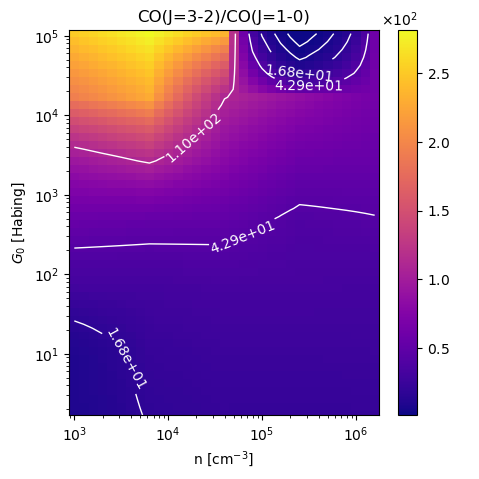 CO(J=3-2)/CO(J=1-0)
×10²
10⁵
10⁴
10³
10²
10¹
G₀ [Habing]
1.68e+01
4.29e+01
1.10e+02
4.29e+01
1.68e+01
2.5
2.0
1.5
1.0
0.5
10³
10⁴
10⁵
10⁶
n [cm⁻³]